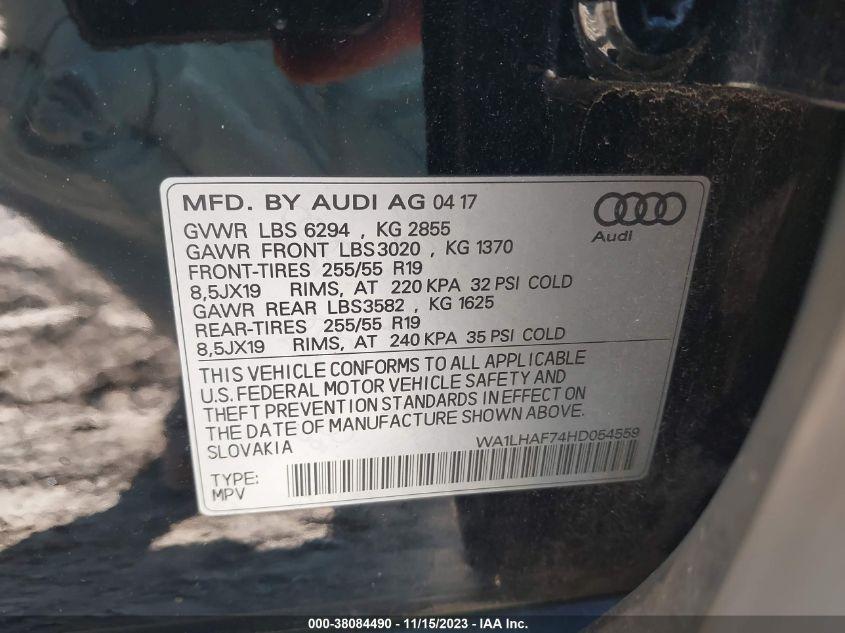 MFD. BY AUDI AG 04 17
Audi
GVWR LBS 6294 , KG 2855
GAWR FRONT LBS3020 , KG 1370
FRONT-TIRES 255/55 R19
8,5JX19 RIMS, AT 220 KPA 32 PSI COLD
GAWR REAR LBS3582 , KG 1625
REAR-TIRES 255/55 R19
8,5JX19 RIMS, AT 240 KPA 35 PSI COLD
THIS VEHICLE CONFORMS TO ALL APPLICABLE
U.S. FEDERAL MOTOR VEHICLE SAFETY AND
THEFT PREVENTION STANDARDS IN EFFECT ON
THE DATE OF MANUFACTURE SHOWN ABOVE.
SLOVAKIA WA1LHAF74HD054559
TYPE:
MPV
000-38084490 - 11/15/2023 - IAAI.COM